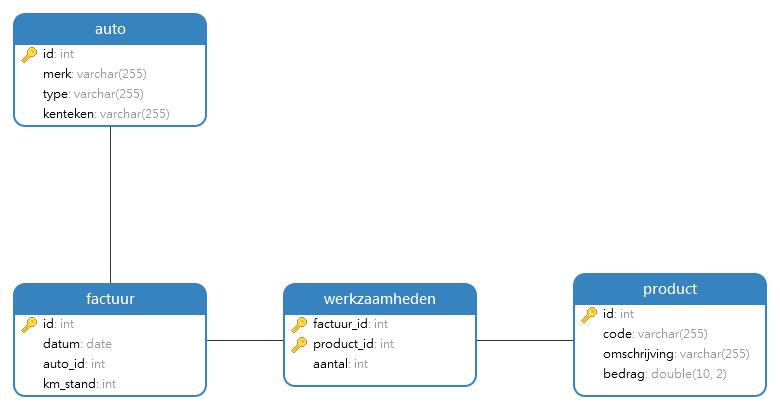 auto
id: int
merk: varchar(255)
type: varchar(255)
kenteken: varchar(255)
factuur
id: int
datum: date
auto_id: int
km_stand: int
werkzaamheden
factuur_id: int
product_id: int
aantal: int
product
id: int
code: varchar(255)
omschrijving: varchar(255)
bedrag: double(10, 2)